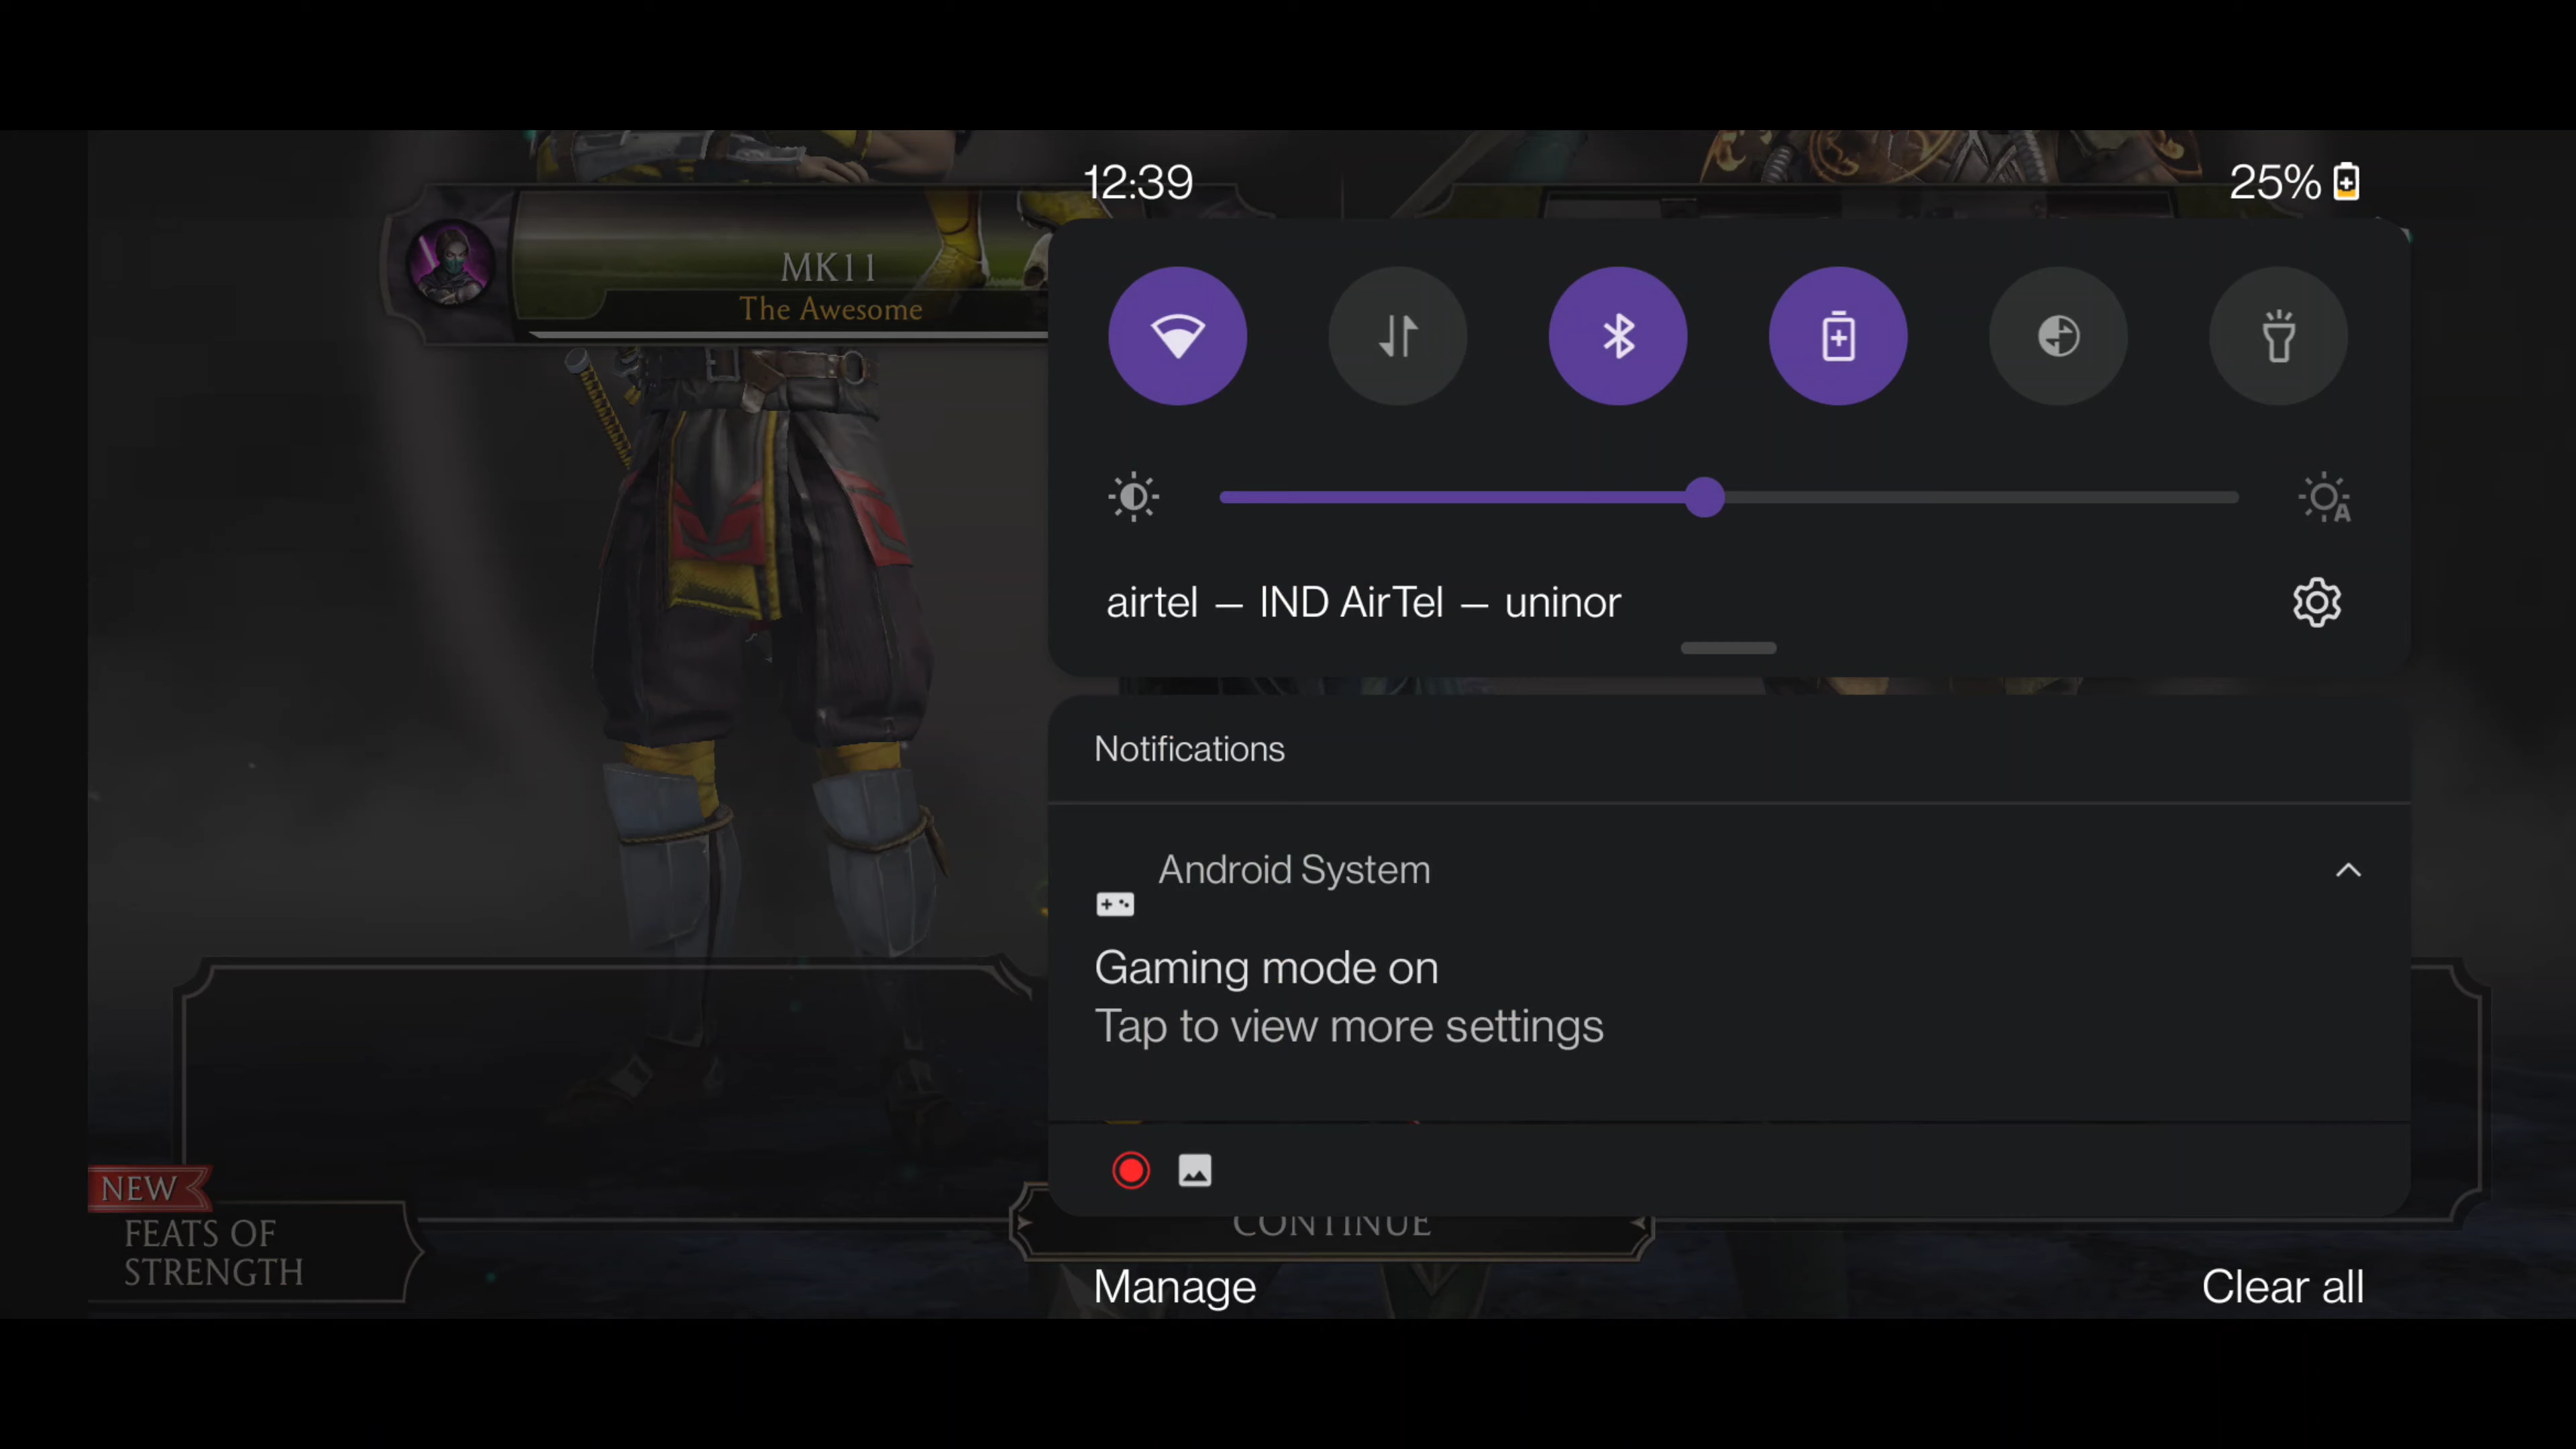 12:39
25%
MK11
The Awesome
airtel — IND AirTel — uninor
Notifications
Android System
Gaming mode on
Tap to view more settings
NEW
FEATS OF
STRENGTH
CONTINUE
Manage
Clear all